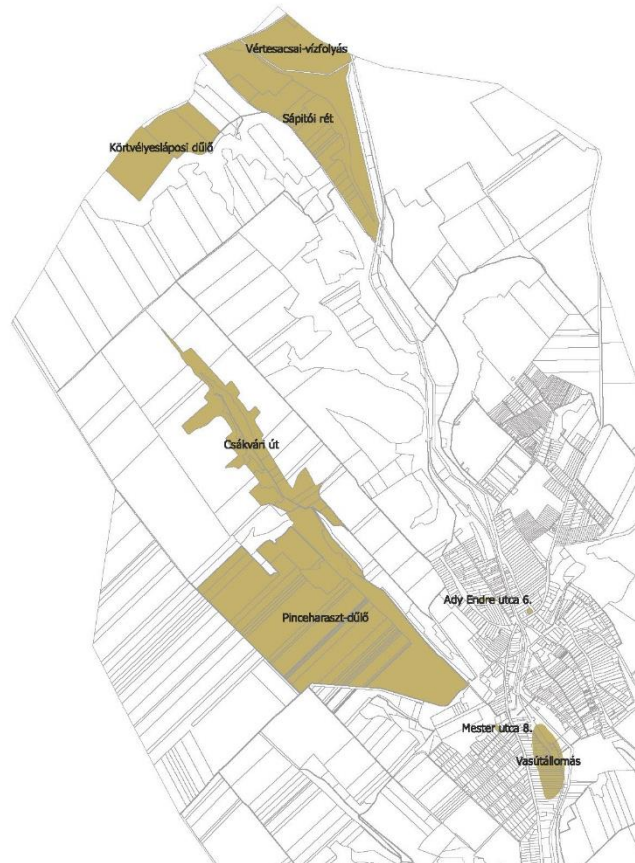 Vértesacsai-vízfolyás
Sápitói rét
Körtvélyesláposi dűlő
Csákvári út
Ady Endre utca 6.
Pinceharaszt-dűlő
Mester utca 8.
Vasútállomás